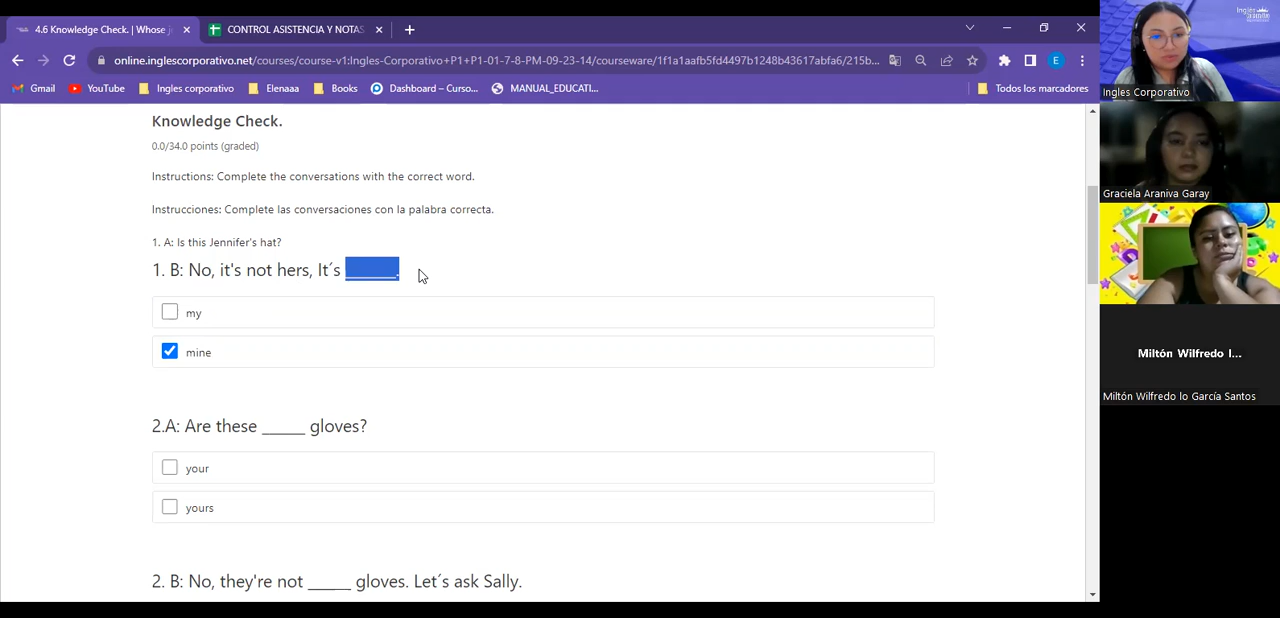 4.6 Knowledge Check. | Whose j
CONTROL ASISTENCIA Y NOTAS
online.inglescorporativo.net/courses/course-v1:Ingles-Corporativo+P1+P1-01-7-8-PM-09-23-14/courseware/1f1a1aafb5fd4497b1248b43617abfa6/215b...
E
Gmail
YouTube
Ingles corporativo
Elenaaa
Books
Dashboard – Curso...
MANUAL_EDUCATI...
Todos los marcadores
Knowledge Check.
0.0/34.0 points (graded)
Instructions: Complete the conversations with the correct word.
Instrucciones: Complete las conversaciones con la palabra correcta.
1. A: Is this Jennifer's hat?
1. B: No, it's not hers, It´s ______.
my
mine
2.A: Are these _____ gloves?
your
yours
2. B: No, they're not _____ gloves. Let´s ask Sally.
Ingles Corporativo
Graciela Araniva Garay
Miltón Wilfredo l...
Miltón Wilfredo lo García Santos